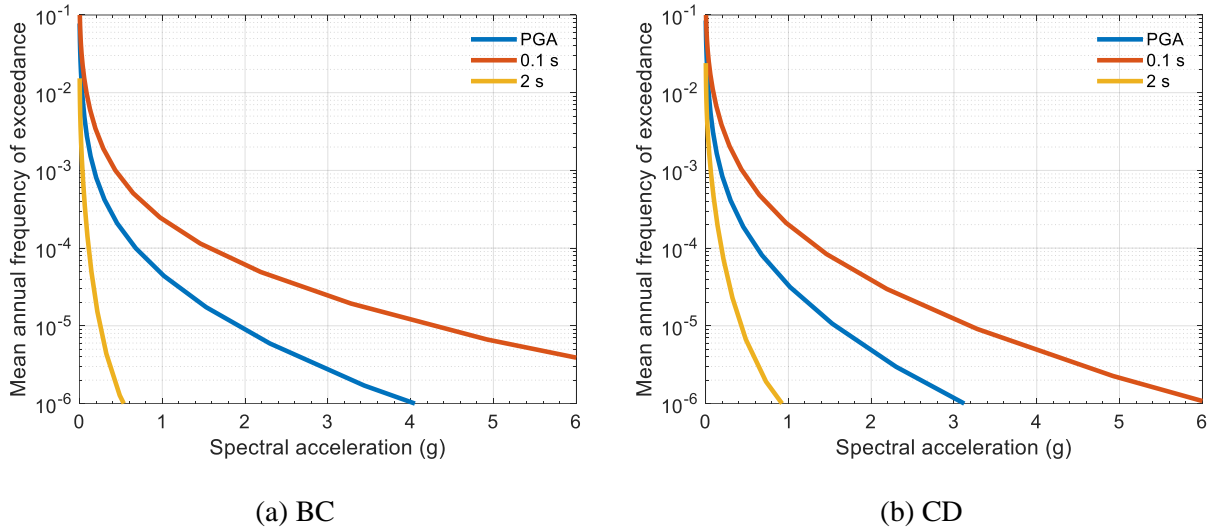 Mean annual frequency of exceedance
10^-1
10^-2
10^-3
10^-4
10^-5
10^-6
PGA
0.1 s
2 s
0 1 2 3 4 5 6
Spectral acceleration (g)
(a) BC
Mean annual frequency of exceedance
10^-1
10^-2
10^-3
10^-4
10^-5
10^-6
PGA
0.1 s
2 s
0 1 2 3 4 5 6
Spectral acceleration (g)
(b) CD